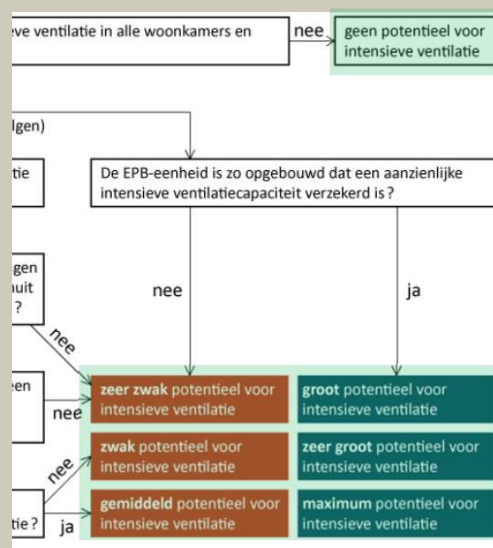 eve ventilatie in alle woonkamers en
nee
geen potentieel voor
intensieve ventilatie
lgen)
tie
De EPB-eenheid is zo opgebouwd dat een aanzienlijke
intensieve ventilatiecapaciteit verzekerd is?
gen
nuit
?
nee
ja
nee
een
nee
zeer zwak potentieel voor
intensieve ventilatie
groot potentieel voor
intensieve ventilatie
nee
zwak potentieel voor
intensieve ventilatie
zeer groot potentieel voor
intensieve ventilatie
tie?
ja
gemiddeld potentieel voor
intensieve ventilatie
maximum potentieel voor
intensieve ventilatie